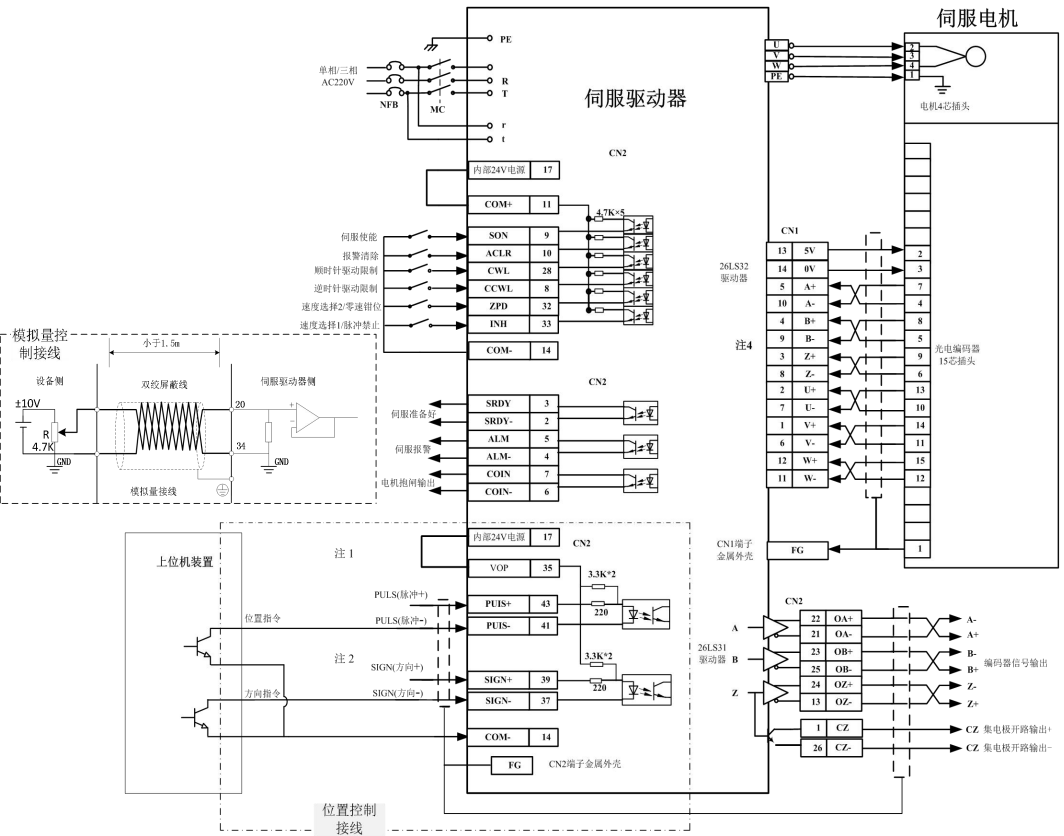 伺服电机
伺服驱动器
PE
单相/三相
AC220V
R
T
NFB
MC
r
t
U
V
W
PE
2
3
4
1
电机4芯插头
CN2
内部24V电源 17
COM+ 11
4.7K×5
伺服使能 SON 9
报警清除 ACLR 10
顺时针驱动限制 CWL 28
逆时针驱动限制 CCWL 8
速度选择2/零速钳位 ZPD 32
速度选择1/脉冲禁止 INH 33
COM- 14
模拟量控
制接线
小于1.5m
设备侧
双绞屏蔽线
伺服驱动器侧
±10V
R
4.7K
GND
20
34
+
-
GND
模拟量接线
CN2
伺服准备好
SRDY 3
SRDY- 2
伺服报警
ALM 5
ALM- 4
电机抱闸输出
COIN 7
COIN- 6
CN1
26LS32
驱动器
注4
13 5V 2
14 0V 3
5 A+ 7
10 A- 4
4 B+ 8
9 B- 5
3 Z+ 9
8 Z- 6
2 U+ 13
7 U- 10
1 V+ 14
6 V- 11
12 W+ 15
11 W- 12
光电编码器
15芯插头
CN1端子
金属外壳
FG
1
上位机装置
注 1
内部24V电源 17
CN2
VOP 35
3.3K*2
PULS(脉冲+)
PUIS+ 43
220
位置指令
PULS(脉冲-)
PUIS- 41
注 2
3.3K*2
SIGN(方向+)
SIGN+ 39
220
方向指令
SIGN(方向-)
SIGN- 37
COM- 14
FG CN2端子金属外壳
位置控制
接线
CN2
26LS31
驱动器
A
B
Z
22 OA+ A-
21 OA- A+
23 OB+ B-
25 OB- B+
24 OZ+ Z-
13 OZ- Z+
编码器信号输出
1 CZ CZ 集电极开路输出+
26 CZ- CZ 集电极开路输出-